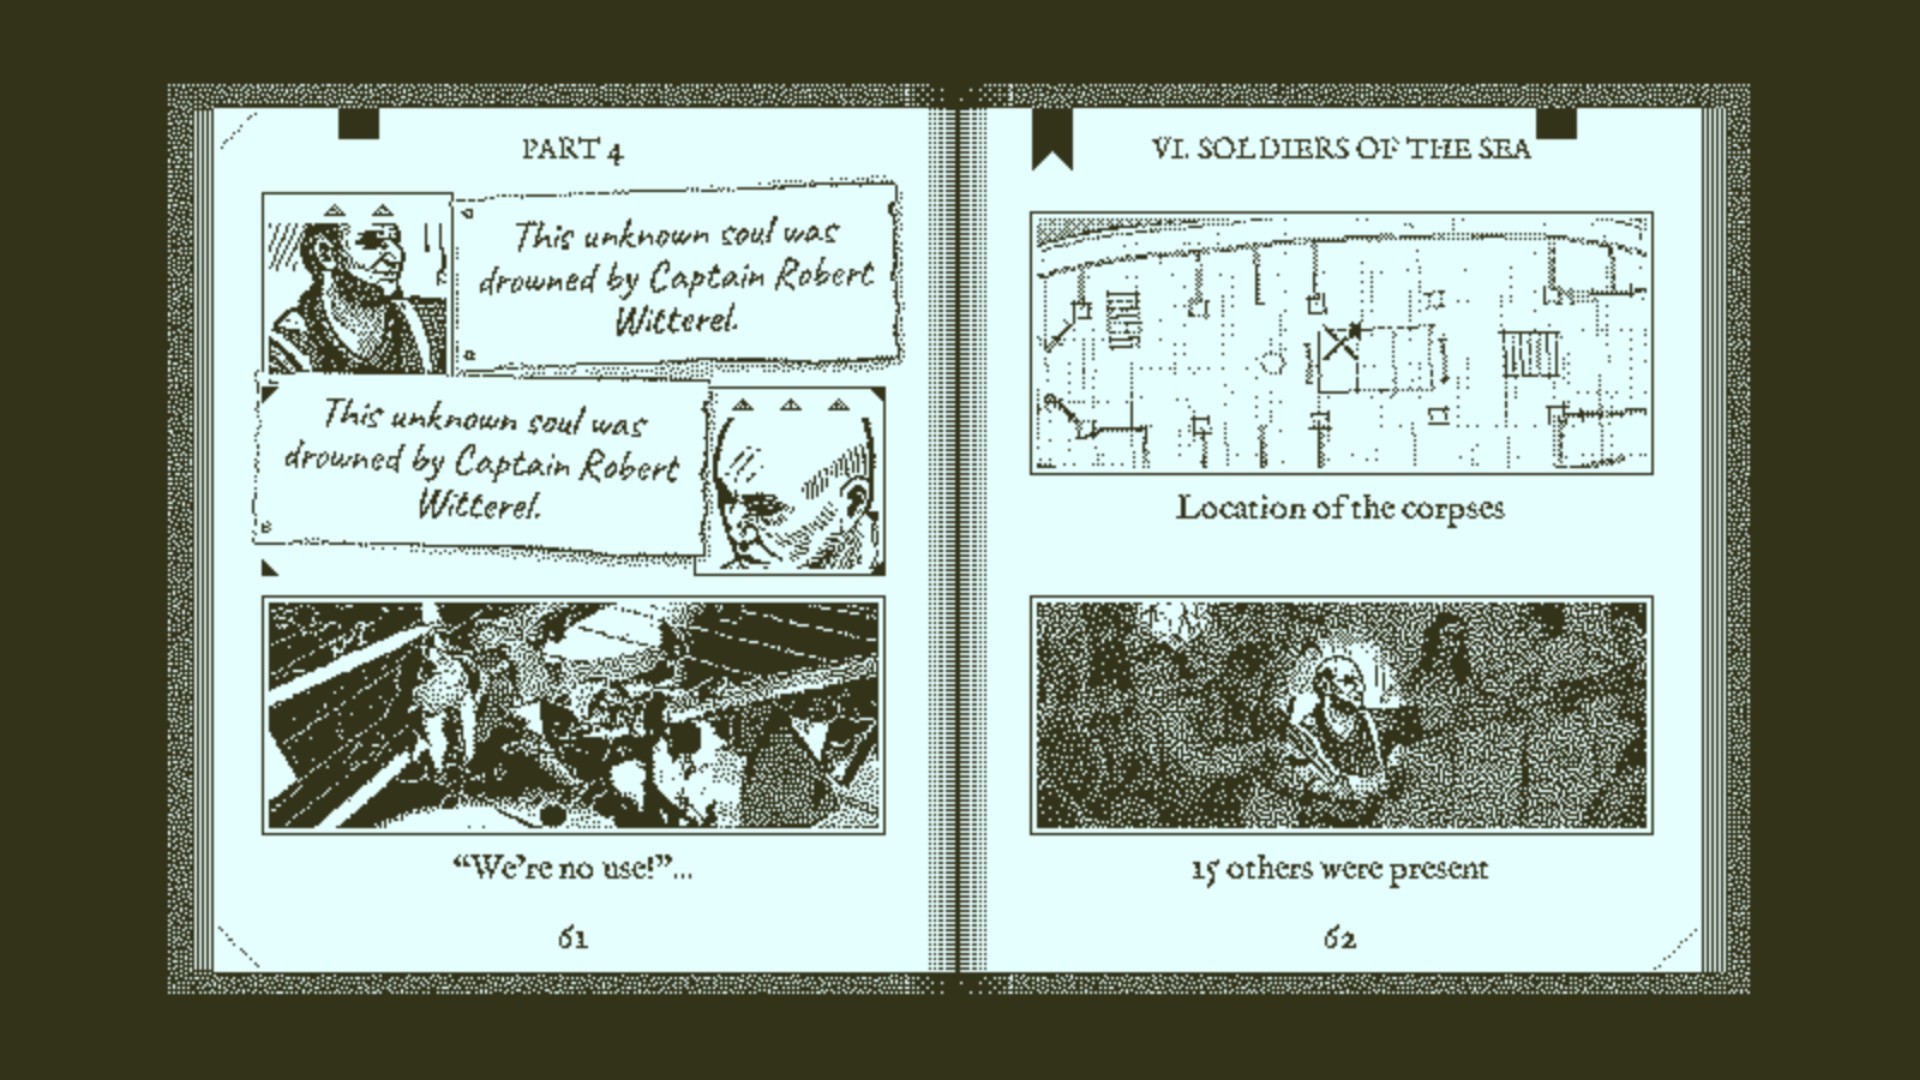 PART 4
This unknown soul was
drowned by Captain Robert
Witterel.
This unknown soul was
drowned by Captain Robert
Witterel.
“We’re no use!”...
61
VI. SOLDIERS OF THE SEA
Location of the corpses
15 others were present
62